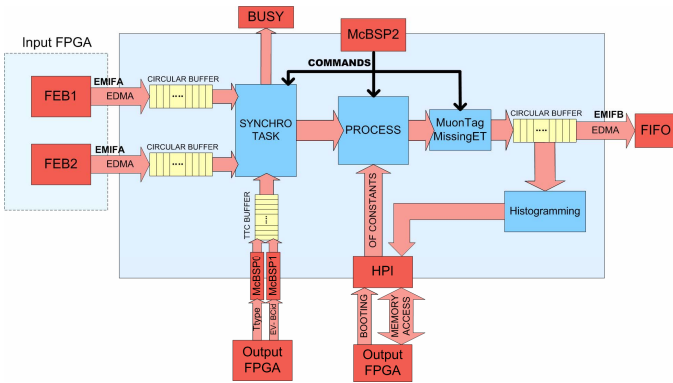 BUSY
Input FPGA
McBSP2
COMMANDS
FEB1
EMIFA
EDMA
CIRCULAR BUFFER
....
SYNCHRO
TASK
PROCESS
MuonTag
MissingET
CIRCULAR BUFFER
....
EMIFB
EDMA
FIFO
FEB2
EMIFA
EDMA
CIRCULAR BUFFER
....
TTC BUFFER
....
OF CONSTANTS
Histogramming
McBSP0
McBSP1
HPI
Ttype
EV- BCid
BOOTING
MEMORY
ACCESS
Output
FPGA
Output
FPGA